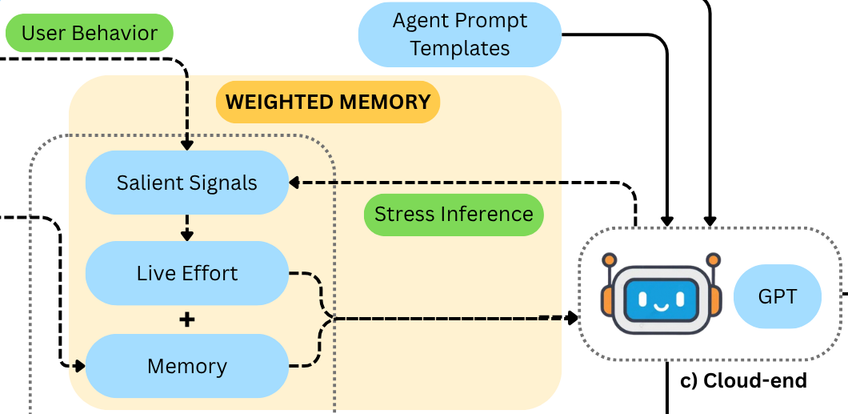 User Behavior
Agent Prompt
Templates
WEIGHTED MEMORY
Salient Signals
Stress Inference
Live Effort
+
Memory
GPT
c) Cloud-end